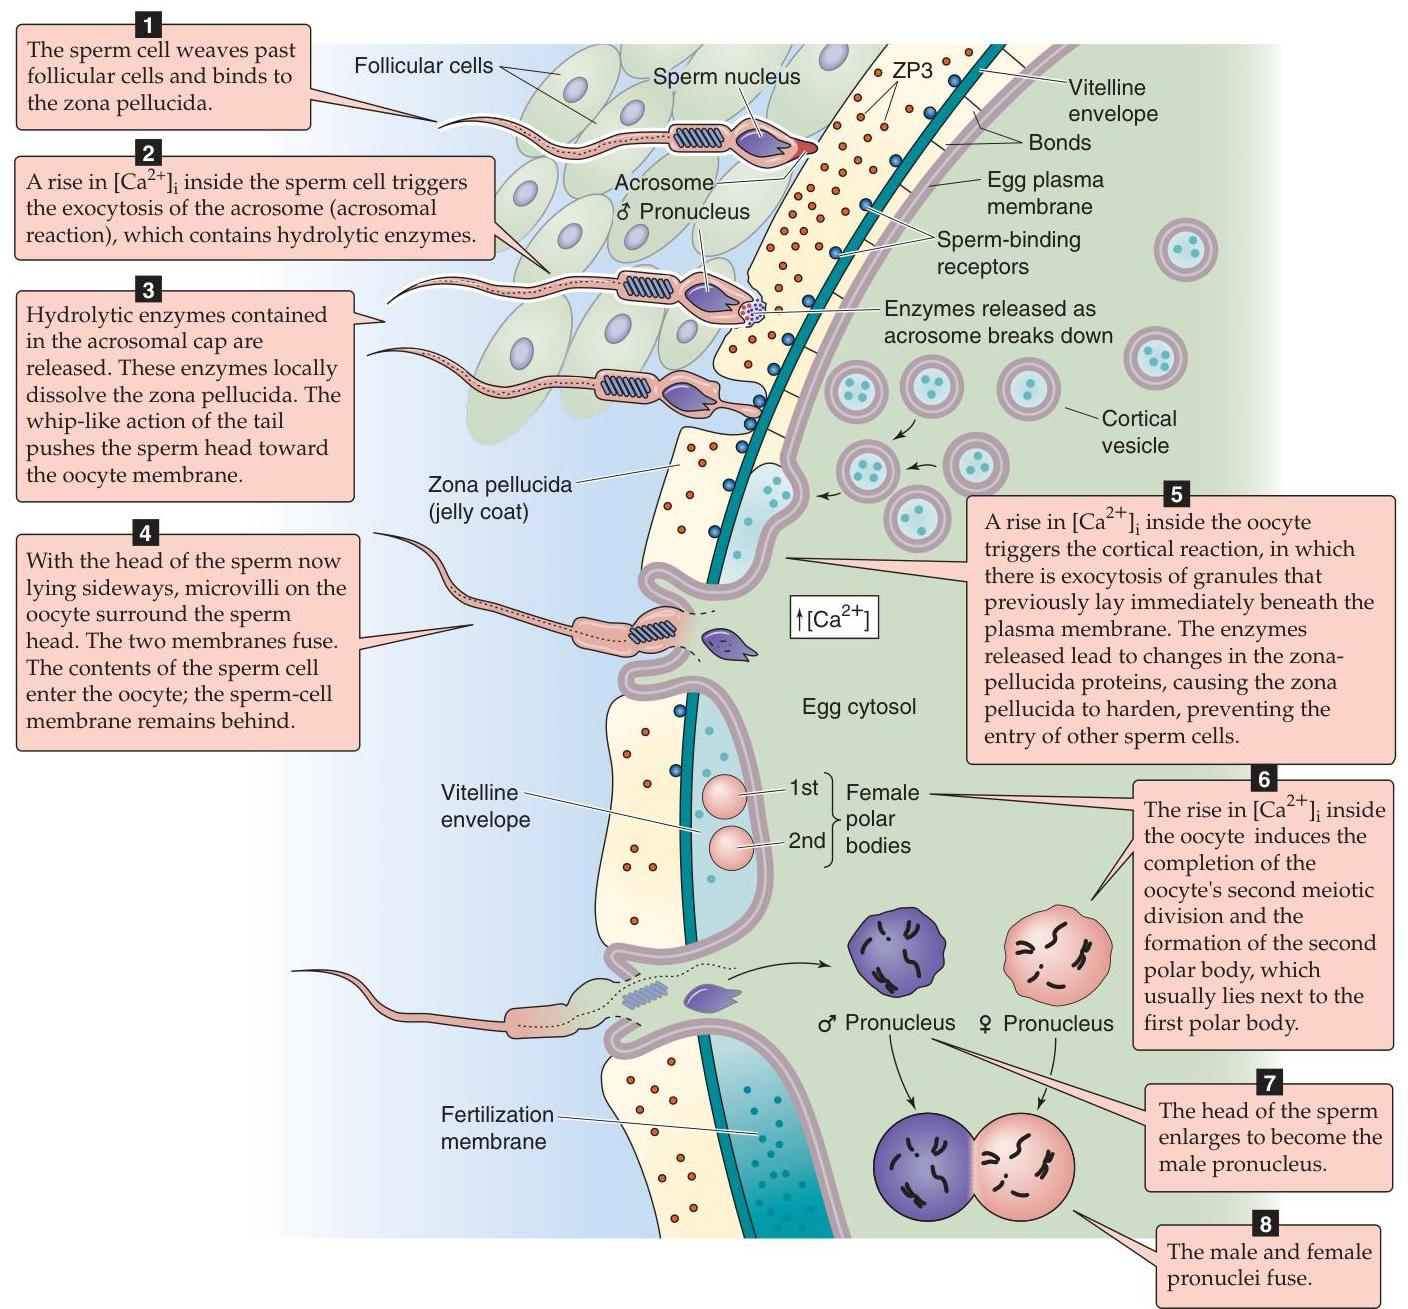 1
The sperm cell weaves past
follicular cells and binds to
the zona pellucida.
2
A rise in [Ca2+]i inside the sperm cell triggers
the exocytosis of the acrosome (acrosomal
reaction), which contains hydrolytic enzymes.
3
Hydrolytic enzymes contained
in the acrosomal cap are
released. These enzymes locally
dissolve the zona pellucida. The
whip-like action of the tail
pushes the sperm head toward
the oocyte membrane.
4
With the head of the sperm now
lying sideways, microvilli on the
oocyte surround the sperm
head. The two membranes fuse.
The contents of the sperm cell
enter the oocyte; the sperm-cell
membrane remains behind.
Follicular cells
Sperm nucleus
ZP3
Vitelline
envelope
Bonds
Acrosome
♂ Pronucleus
Egg plasma
membrane
Sperm-binding
receptors
Enzymes released as
acrosome breaks down
Cortical
vesicle
Zona pellucida
(jelly coat)
5
A rise in [Ca2+]i inside the oocyte
triggers the cortical reaction, in which
there is exocytosis of granules that
previously lay immediately beneath the
plasma membrane. The enzymes
released lead to changes in the zona-
pellucida proteins, causing the zona
pellucida to harden, preventing the
entry of other sperm cells.
↑[Ca2+]
Egg cytosol
Vitelline
envelope
1st
2nd
Female
polar
bodies
6
The rise in [Ca2+]i inside
the oocyte induces the
completion of the
oocyte's second meiotic
division and the
formation of the second
polar body, which
usually lies next to the
first polar body.
♂ Pronucleus
♀ Pronucleus
7
The head of the sperm
enlarges to become the
male pronucleus.
Fertilization
membrane
8
The male and female
pronuclei fuse.